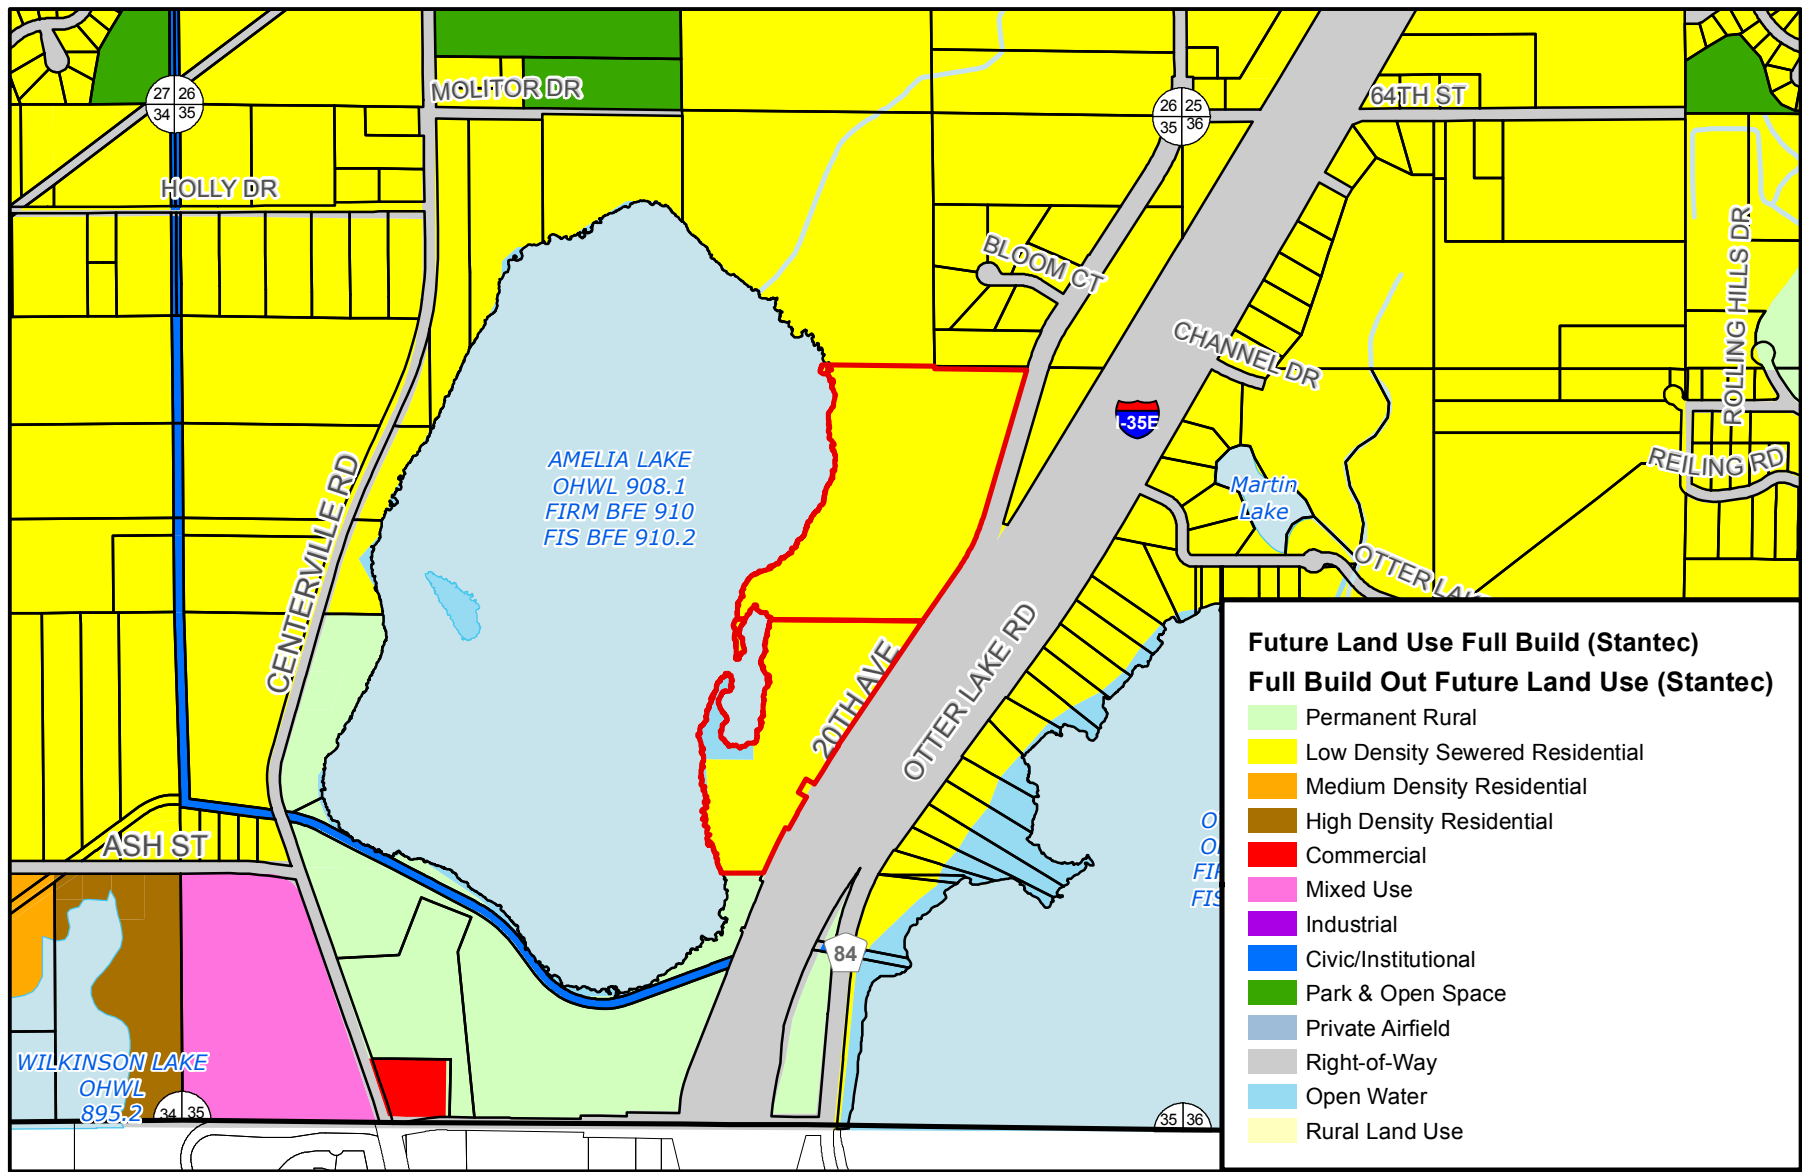 27 26
34 35
MOLITOR DR
26 25
35 36
64TH ST
HOLLY DR
BLOOM CT
ROLLING HILLS DR
CHANNEL DR
I-35E
REILING RD
AMELIA LAKE
OHWL 908.1
FIRM BFE 910
FIS BFE 910.2
CENTERVILLE RD
Martin
Lake
OTTER
20TH AVE
OTTER LAKE RD
ASH ST
84
WILKINSON LAKE
OHWL
895.2
34 35
35 36
Future Land Use Full Build (Stantec)
Full Build Out Future Land Use (Stantec)
Permanent Rural
Low Density Sewered Residential
Medium Density Residential
High Density Residential
Commercial
Mixed Use
Industrial
Civic/Institutional
Park & Open Space
Private Airfield
Right-of-Way
Open Water
Rural Land Use